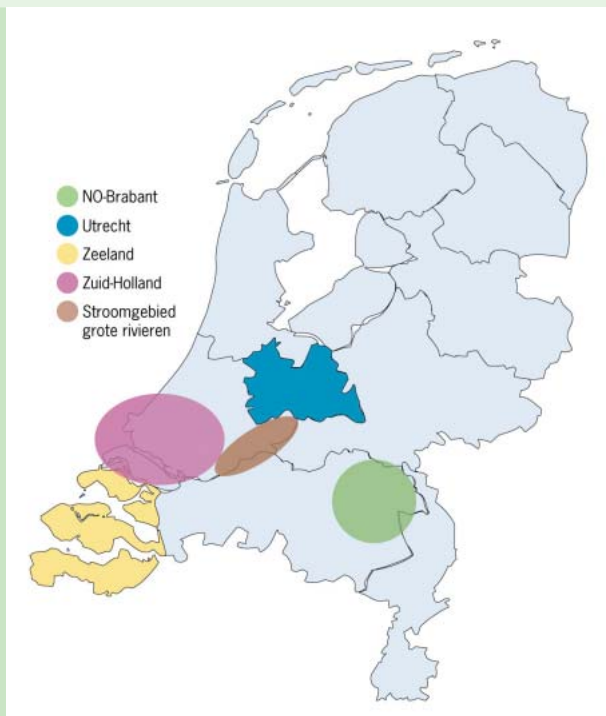 NO-Brabant
Utrecht
Zeeland
Zuid-Holland
Stroomgebied
grote rivieren